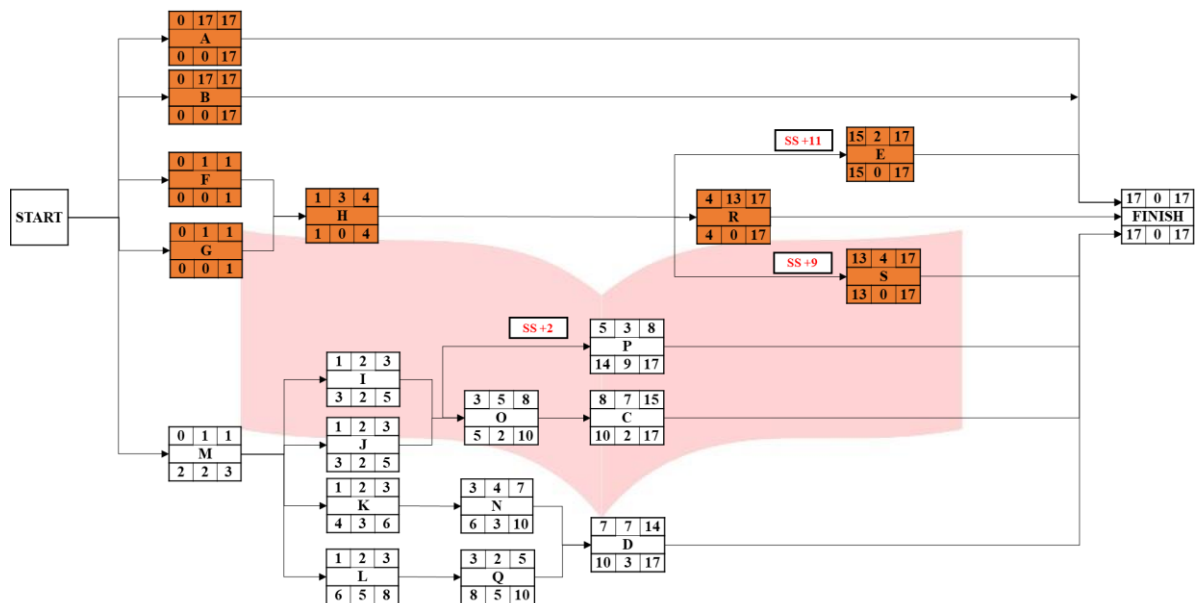 0 17 17
A
0 0 17
0 17 17
B
0 0 17
SS +11
15 2 17
E
15 0 17
0 1 1
F
0 0 1
START
1 3 4
H
1 0 4
4 13 17
R
4 0 17
17 0 17
FINISH
17 0 17
0 1 1
G
0 0 1
SS +9
13 4 17
S
13 0 17
SS +2
5 3 8
P
14 9 17
1 2 3
I
3 2 5
3 5 8
O
5 2 10
8 7 15
C
10 2 17
0 1 1
M
2 2 3
1 2 3
J
3 2 5
1 2 3
K
4 3 6
3 4 7
N
6 3 10
7 7 14
D
10 3 17
1 2 3
L
6 5 8
3 2 5
Q
8 5 10